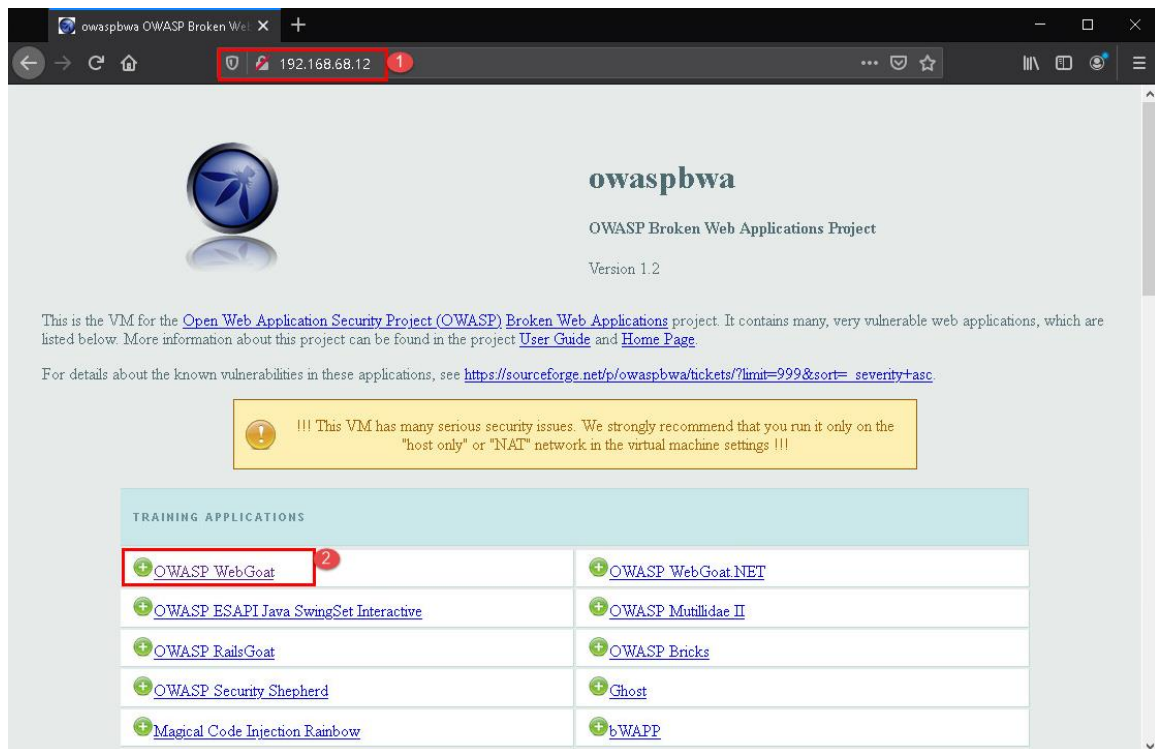 owaspbwa OWASP Broken Wel
192.168.68.12
1
owaspbwa
OWASP Broken Web Applications Project
Version 1.2
This is the VM for the Open Web Application Security Project (OWASP) Broken Web Applications project. It contains many, very vulnerable web applications, which are
listed below. More information about this project can be found in the project User Guide and Home Page.
For details about the known vulnerabilities in these applications, see https://sourceforge.net/p/owaspbwa/tickets/?limit=999&sort=_severity+asc.
!!! This VM has many serious security issues. We strongly recommend that you run it only on the
"host only" or "NAT" network in the virtual machine settings !!!
TRAINING APPLICATIONS
OWASP WebGoat
2
OWASP WebGoat.NET
OWASP ESAPI Java SwingSet Interactive
OWASP Mutillidae II
OWASP RailsGoat
OWASP Bricks
OWASP Security Shepherd
Ghost
Magical Code Injection Rainbow
bWAPP